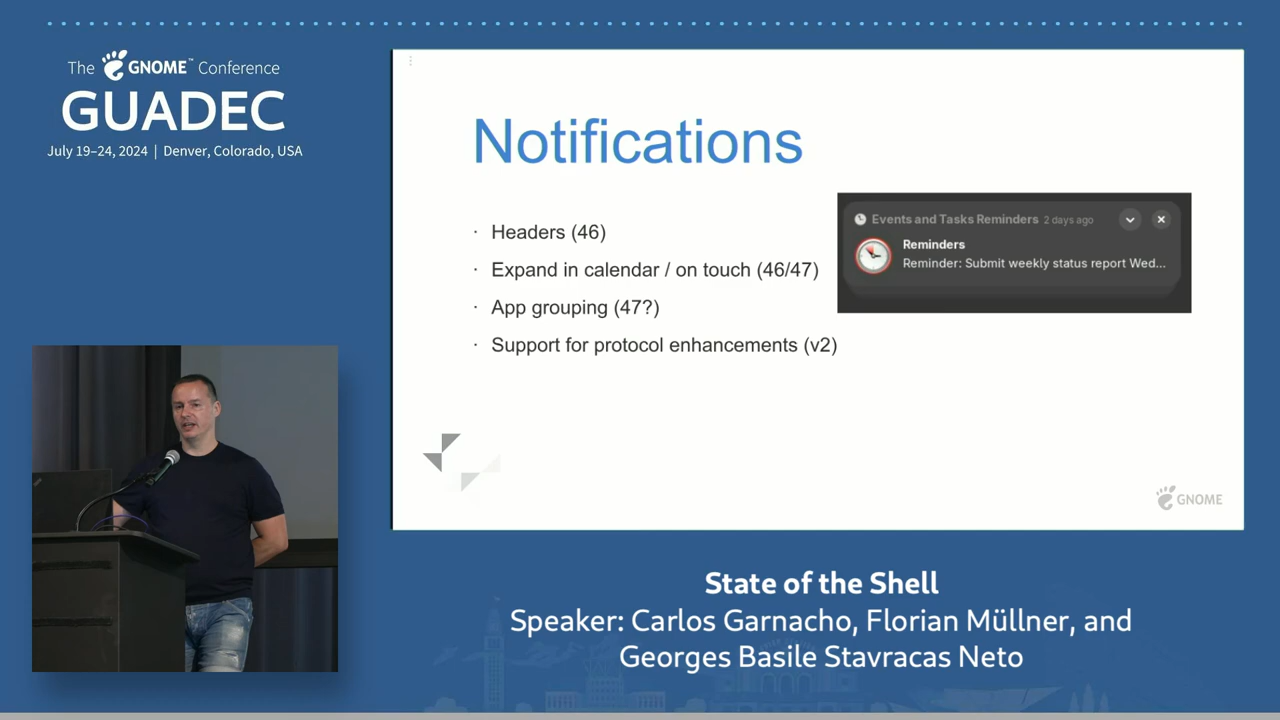 The GNOME™ Conference
GUADEC
July 19–24, 2024 | Denver, Colorado, USA
Notifications
· Headers (46)
· Expand in calendar / on touch (46/47)
· App grouping (47?)
· Support for protocol enhancements (v2)
Events and Tasks Reminders 2 days ago
Reminders
Reminder: Submit weekly status report Wed...
GNOME
State of the Shell
Speaker: Carlos Garnacho, Florian Müllner, and
Georges Basile Stavracas Neto